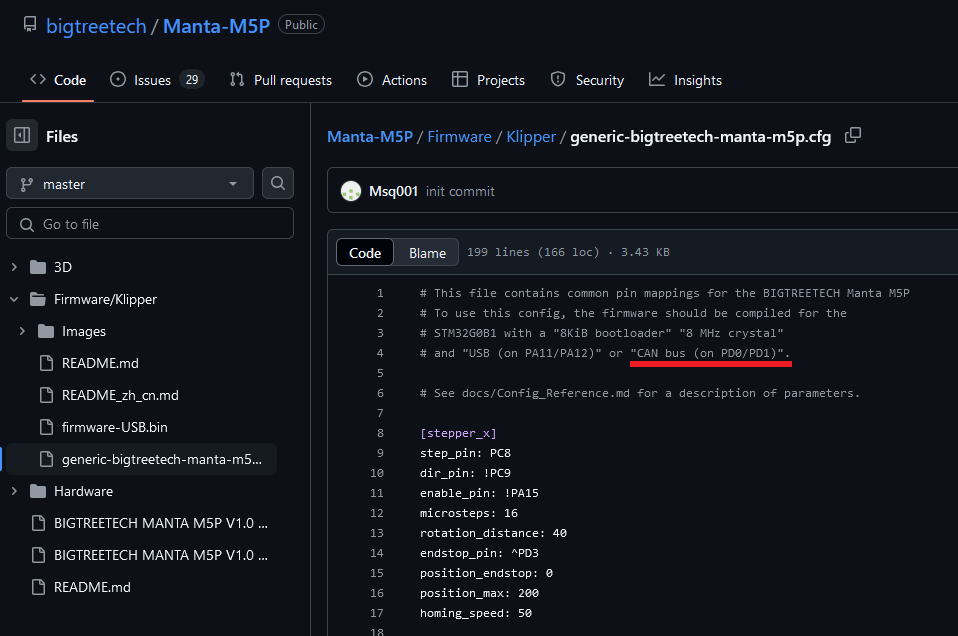 bigtreetech / Manta-M5P Public
Code Issues 29 Pull requests Actions Projects Security Insights
Files
master
Go to file
3D
Firmware/Klipper
Images
README.md
README_zh_cn.md
firmware-USB.bin
generic-bigtreetech-manta-m5...
Hardware
BIGTREETECH MANTA M5P V1.0 ...
BIGTREETECH MANTA M5P V1.0 ...
README.md
Manta-M5P / Firmware / Klipper / generic-bigtreetech-manta-m5p.cfg
Msq001 init commit
Code Blame 199 lines (166 loc) · 3.43 KB
1 # This file contains common pin mappings for the BIGTREETECH Manta M5P
2 # To use this config, the firmware should be compiled for the
3 # STM32G0B1 with a "8KiB bootloader" "8 MHz crystal"
4 # and "USB (on PA11/PA12)" or "CAN bus (on PD0/PD1)".
5
6 # See docs/Config_Reference.md for a description of parameters.
7
8 [stepper_x]
9 step_pin: PC8
10 dir_pin: !PC9
11 enable_pin: !PA15
12 microsteps: 16
13 rotation_distance: 40
14 endstop_pin: ^PD3
15 position_endstop: 0
16 position_max: 200
17 homing_speed: 50
18